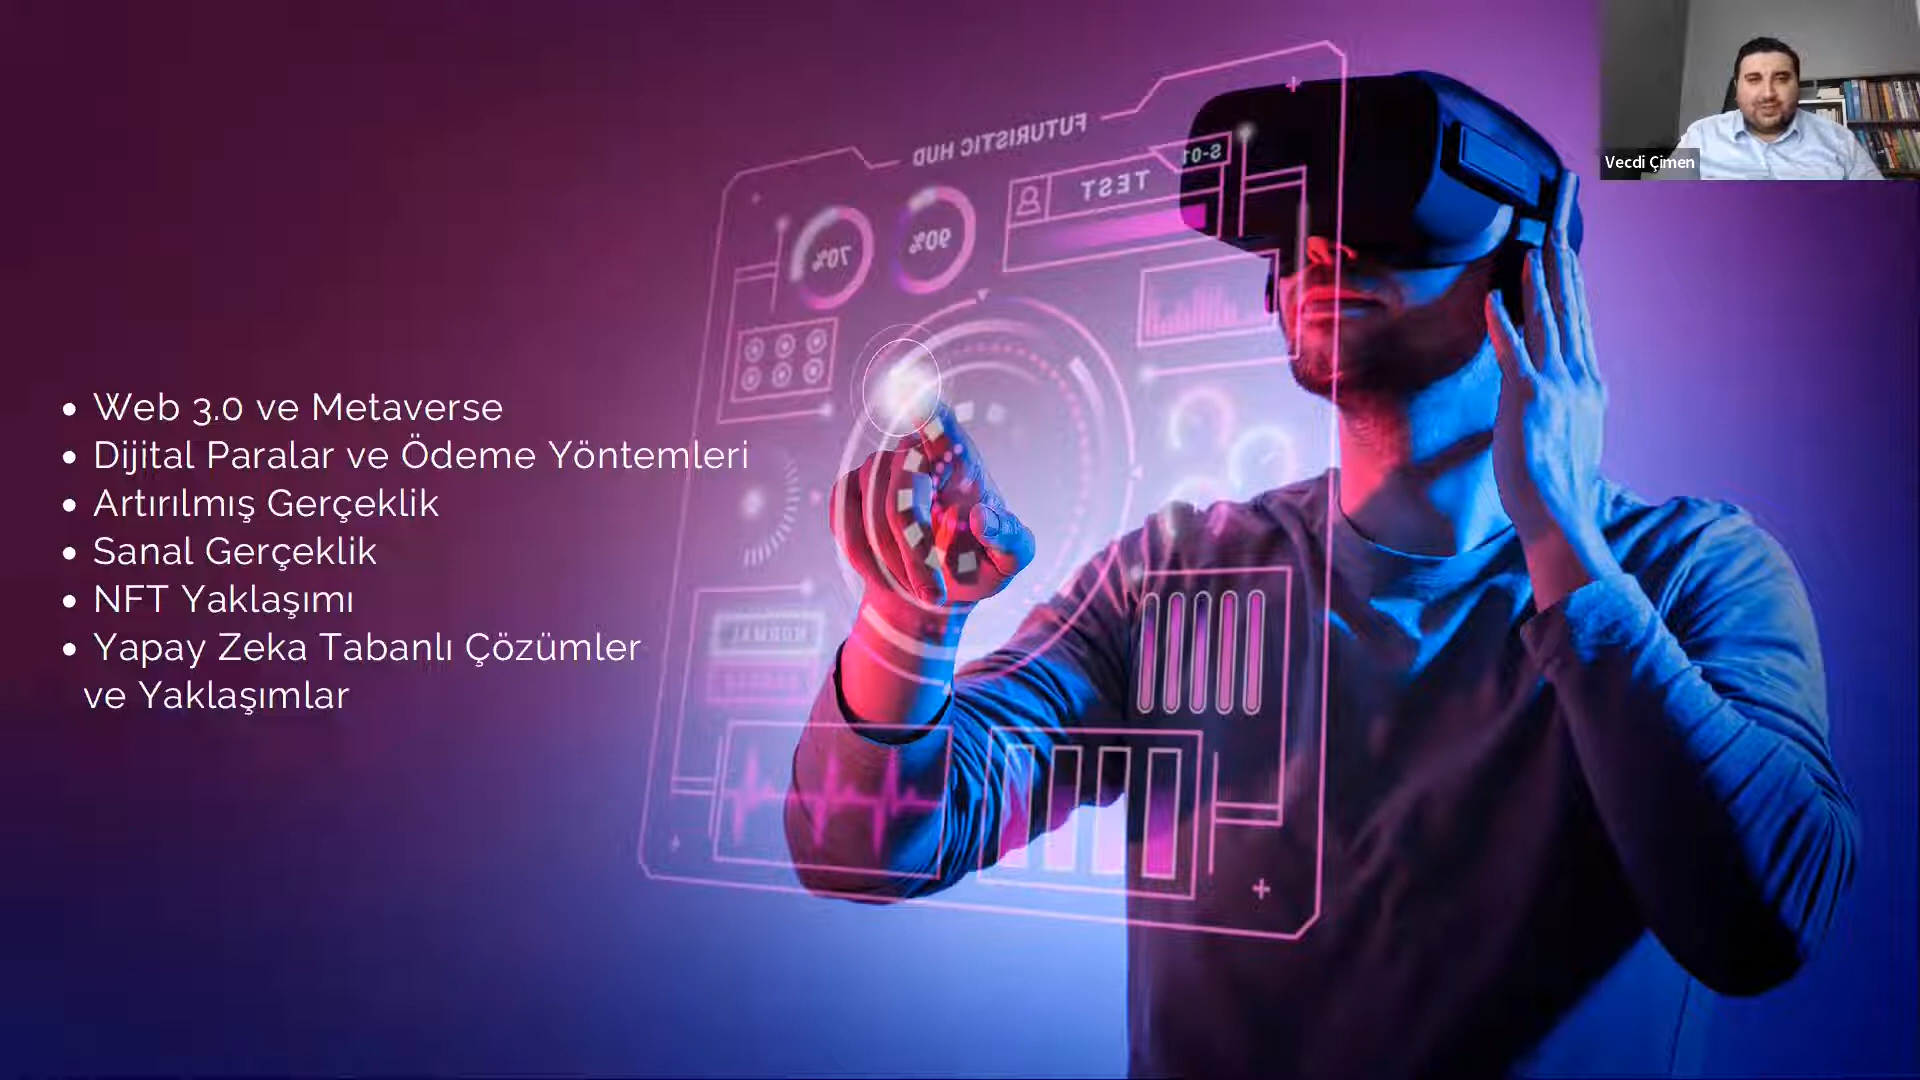 Vecdi Çimen
FUTURISTIC HUD
S-01
TEST
70%
90%
• Web 3.0 ve Metaverse
• Dijital Paralar ve Ödeme Yöntemleri
• Artırılmış Gerçeklik
• Sanal Gerçeklik
• NFT Yaklaşımı
• Yapay Zeka Tabanlı Çözümler
ve Yaklaşımlar
NORMAL